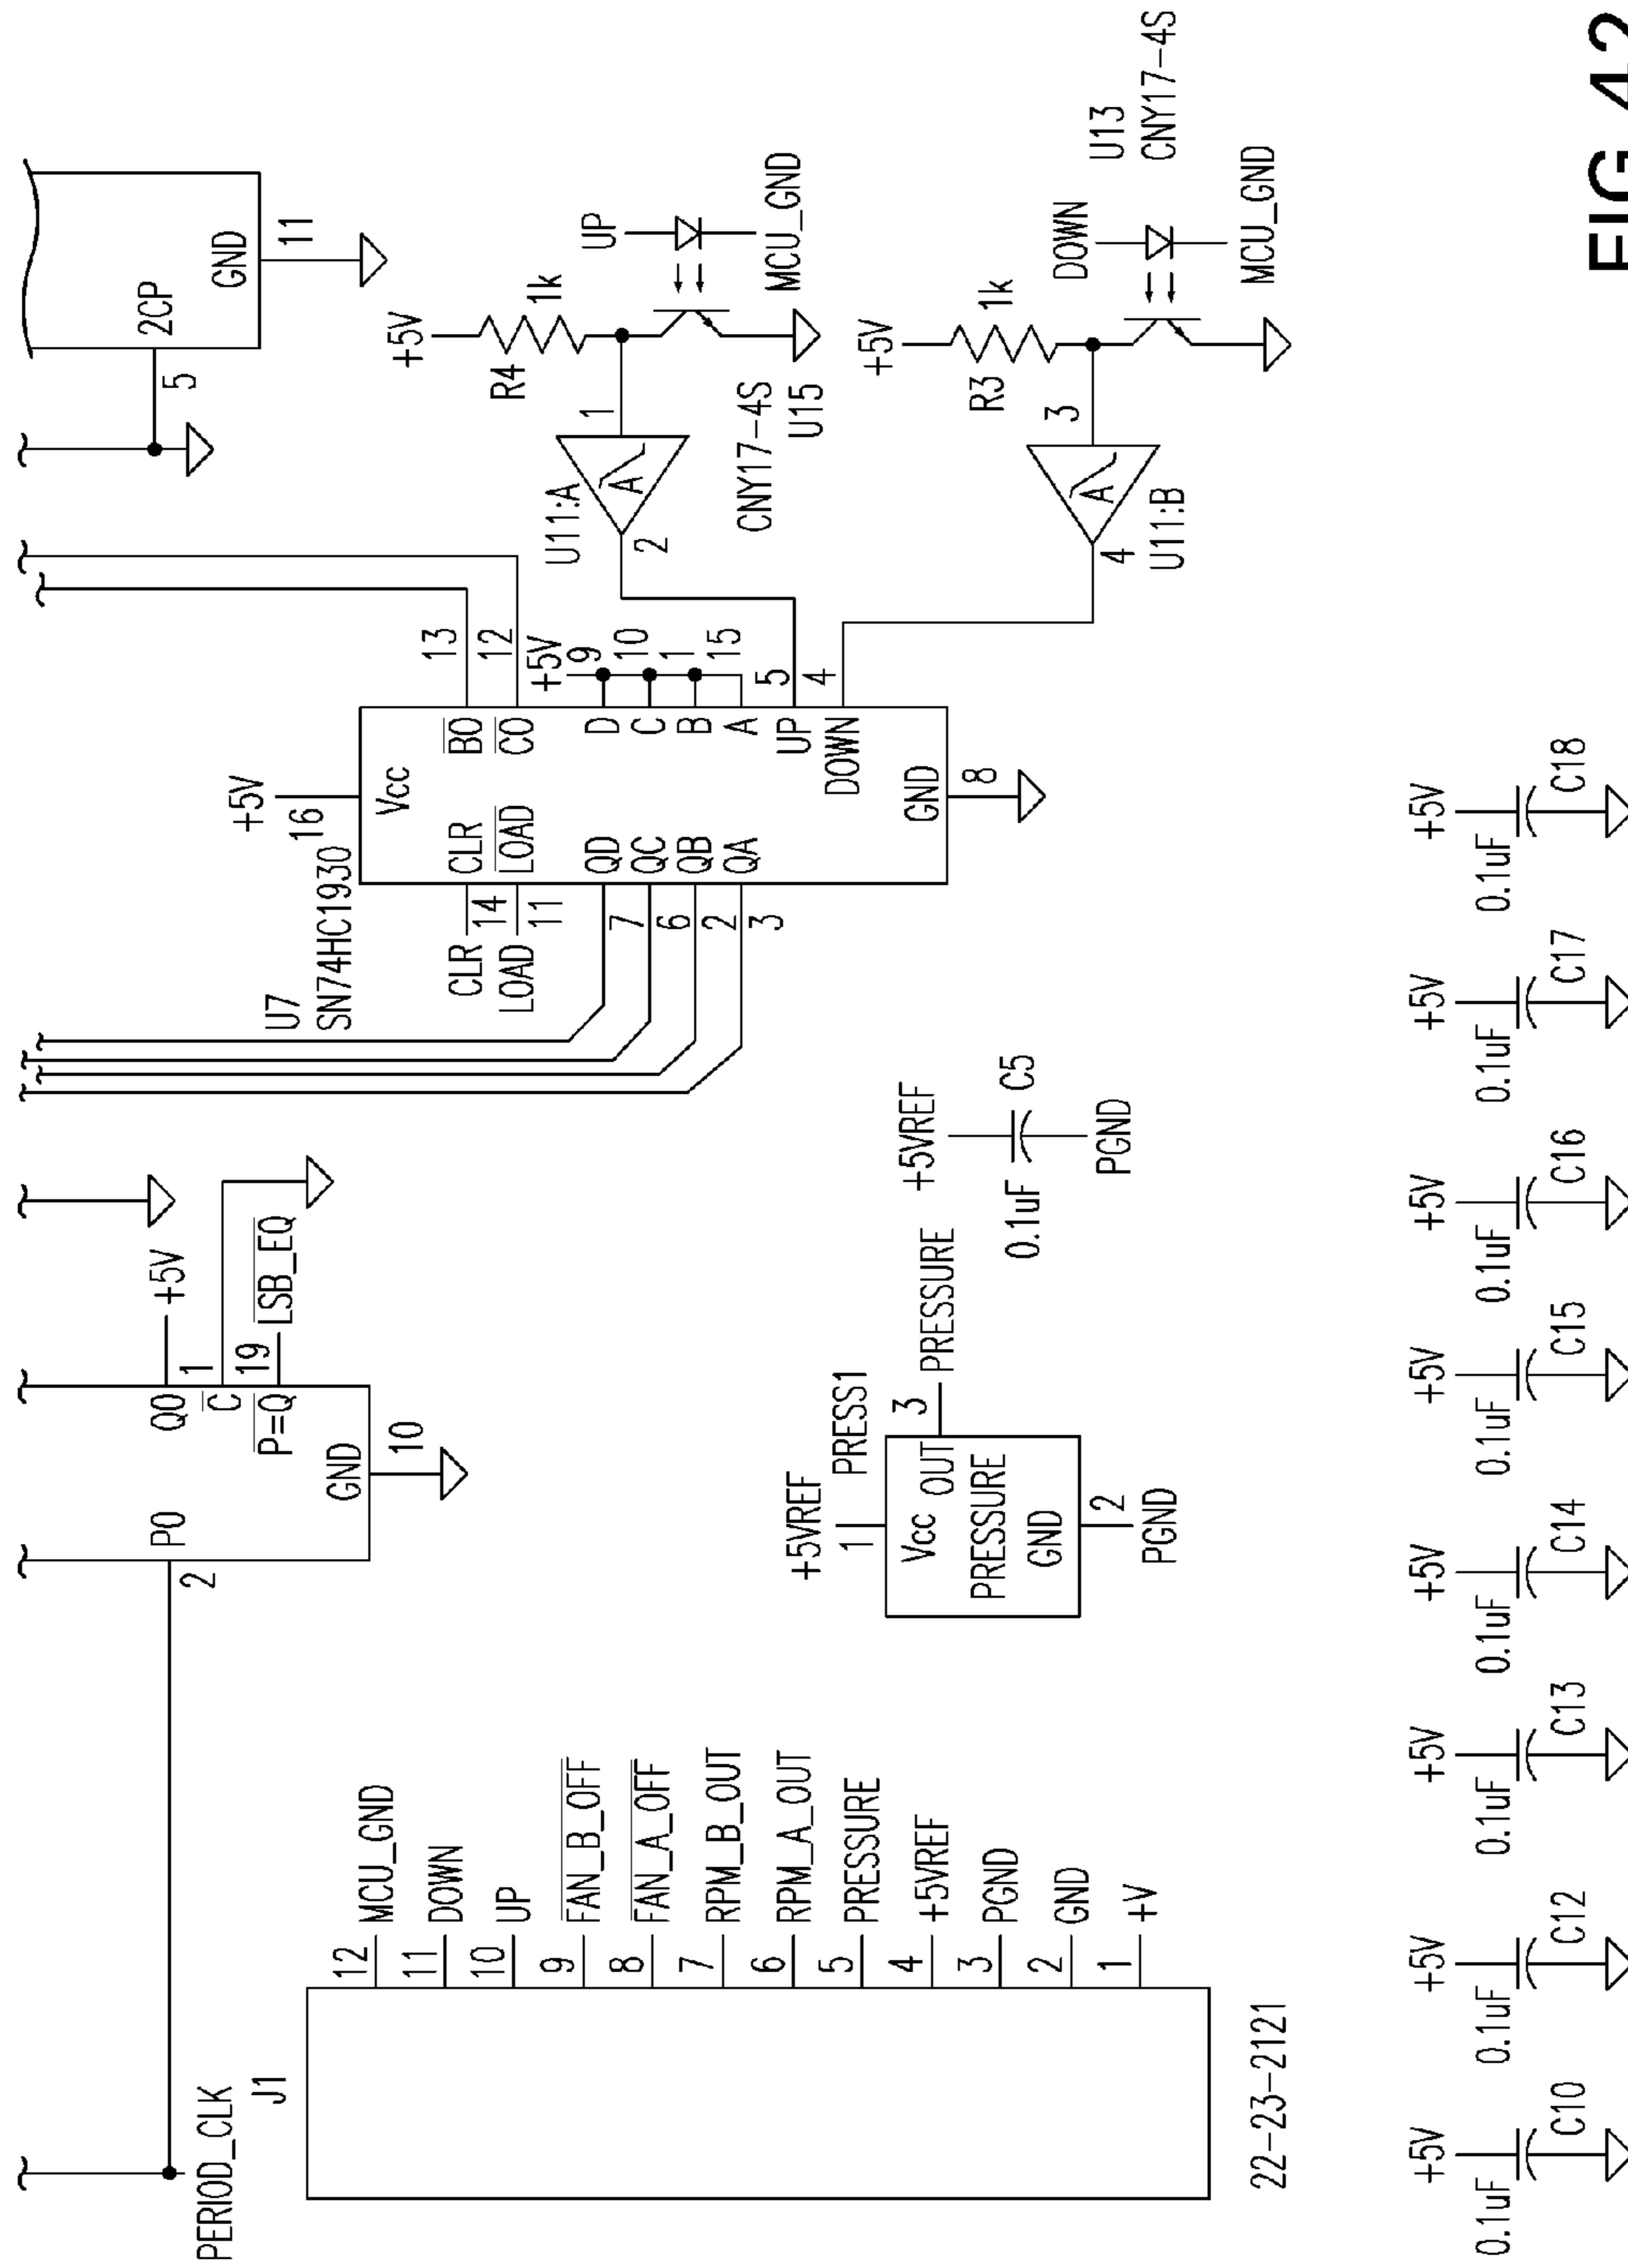 PERIOD_CLK
2
P0
Q0
+5V
1
C
19
P=Q
LSB_EQ
GND
10
5
2CP
GND
11
J1
12
MCU_GND
11
DOWN
10
UP
9
FAN_B_OFF
8
FAN_A_OFF
7
RPM_B_OUT
6
RPM_A_OUT
5
PRESSURE
4
+5VREF
3
PGND
2
GND
1
+V
22-23-2121
+5VREF
1
PRESS1
Vcc
OUT
3
PRESSURE
PRESSURE
GND
2
PGND
+5VREF
0.1uF
C5
PGND
U7
SN74HC1930
+5V
16
Vcc
CLR
14
CLR
BO
13
LOAD
11
LOAD
CO
12
+5V
QD
7
D
9
QC
6
C
10
QB
2
B
1
QA
3
A
15
UP
5
DOWN
4
GND
8
+5V
R4
1k
UP
U11:A
A
1
2
MCU_GND
CNY17-4S
U15
+5V
R3
1k
DOWN
U13
CNY17-4S
3
A
4
U11:B
MCU_GND
+5V
0.1uF
C10
+5V
0.1uF
C12
+5V
0.1uF
C13
+5V
0.1uF
C14
+5V
0.1uF
C15
+5V
0.1uF
C16
+5V
0.1uF
C17
+5V
0.1uF
C18
FIG 42